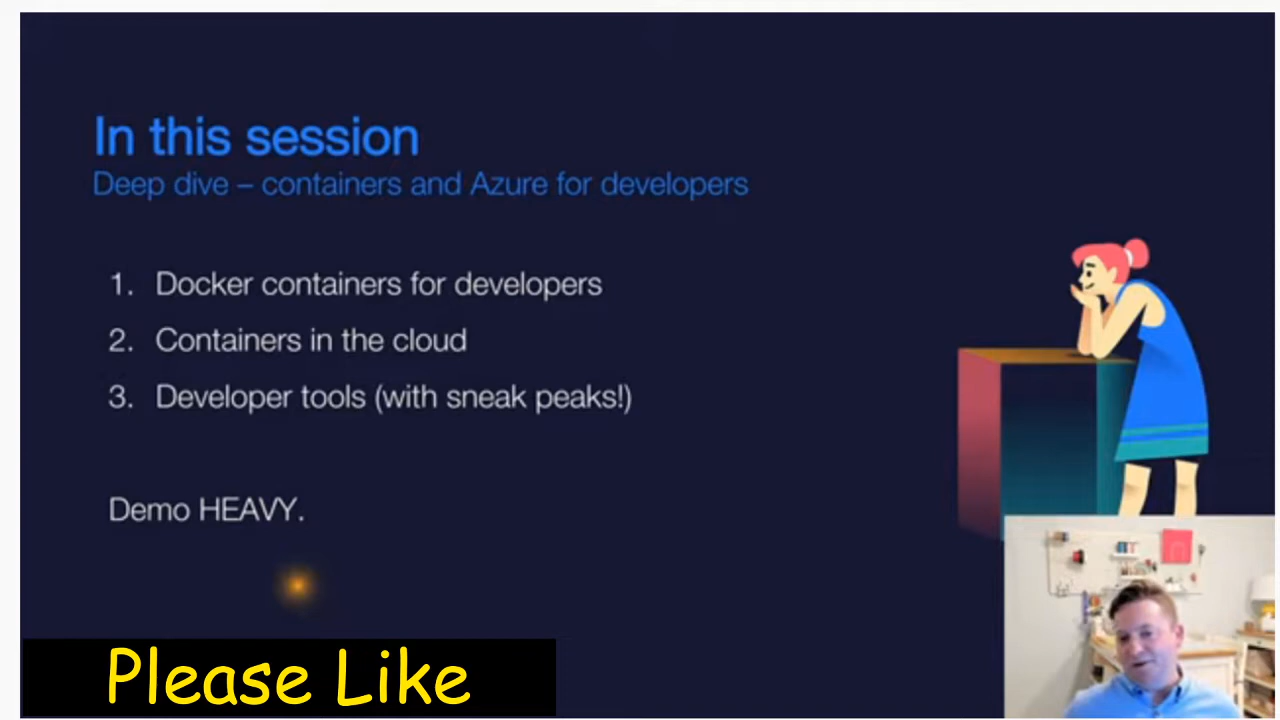 In this session
Deep dive – containers and Azure for developers
1. Docker containers for developers
2. Containers in the cloud
3. Developer tools (with sneak peaks!)
Demo HEAVY.
Please Like